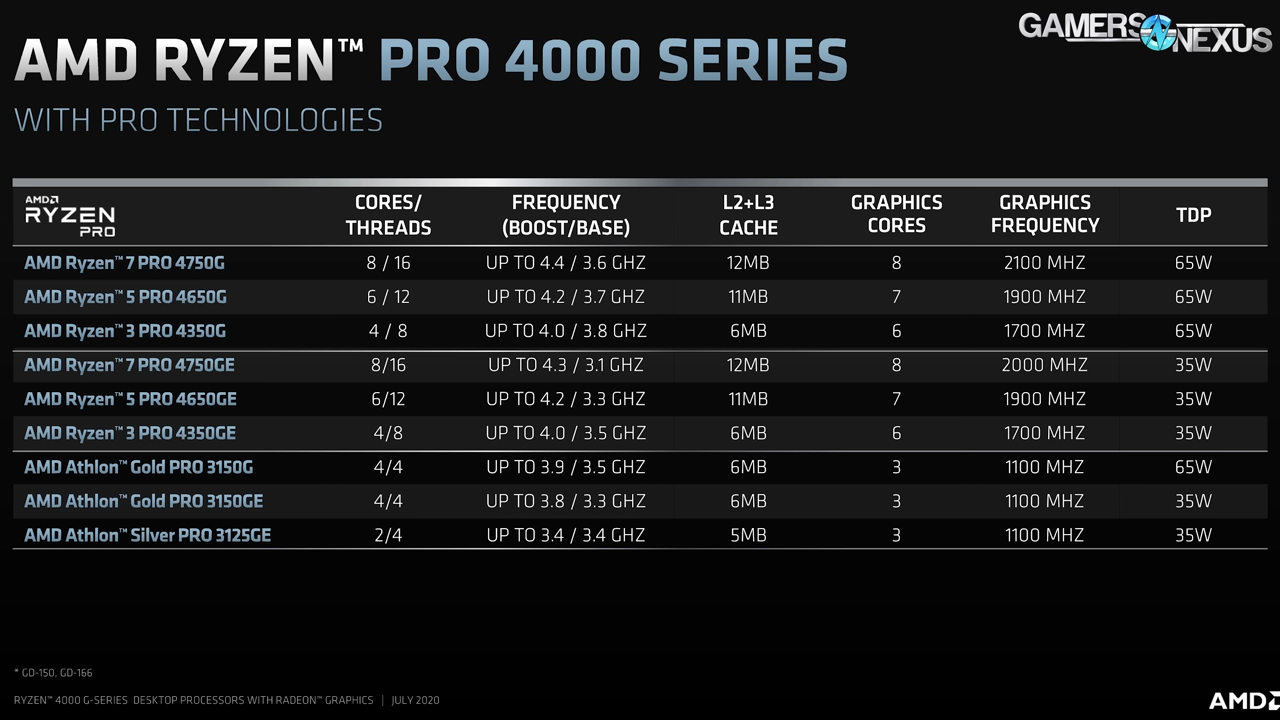 GAMERS NEXUS
AMD RYZEN™ PRO 4000 SERIES
WITH PRO TECHNOLOGIES
AMD RYZEN PRO CORES/THREADS FREQUENCY (BOOST/BASE) L2+L3 CACHE GRAPHICS CORES GRAPHICS FREQUENCY TDP
AMD Ryzen™ 7 PRO 4750G 8 / 16 UP TO 4.4 / 3.6 GHZ 12MB 8 2100 MHZ 65W
AMD Ryzen™ 5 PRO 4650G 6 / 12 UP TO 4.2 / 3.7 GHZ 11MB 7 1900 MHZ 65W
AMD Ryzen™ 3 PRO 4350G 4 / 8 UP TO 4.0 / 3.8 GHZ 6MB 6 1700 MHZ 65W
AMD Ryzen™ 7 PRO 4750GE 8/16 UP TO 4.3 / 3.1 GHZ 12MB 8 2000 MHZ 35W
AMD Ryzen™ 5 PRO 4650GE 6/12 UP TO 4.2 / 3.3 GHZ 11MB 7 1900 MHZ 35W
AMD Ryzen™ 3 PRO 4350GE 4/8 UP TO 4.0 / 3.5 GHZ 6MB 6 1700 MHZ 35W
AMD Athlon™ Gold PRO 3150G 4/4 UP TO 3.9 / 3.5 GHZ 6MB 3 1100 MHZ 65W
AMD Athlon™ Gold PRO 3150GE 4/4 UP TO 3.8 / 3.3 GHZ 6MB 3 1100 MHZ 35W
AMD Athlon™ Silver PRO 3125GE 2/4 UP TO 3.4 / 3.4 GHZ 5MB 3 1100 MHZ 35W
* GD-150, GD-166
RYZEN™ 4000 G-SERIES DESKTOP PROCESSORS WITH RADEON™ GRAPHICS | JULY 2020
AMD